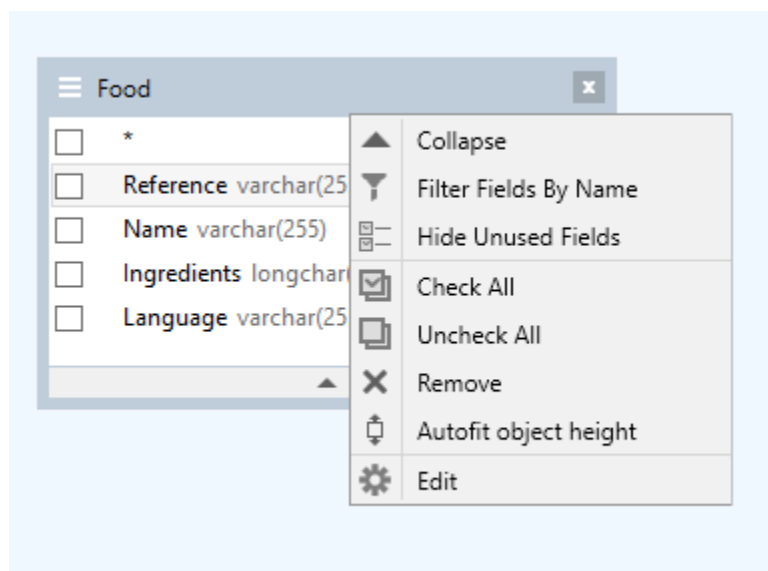 Food
*
Reference varchar(25
Name varchar(255)
Ingredients longchar(
Language varchar(25
Collapse
Filter Fields By Name
Hide Unused Fields
Check All
Uncheck All
Remove
Autofit object height
Edit